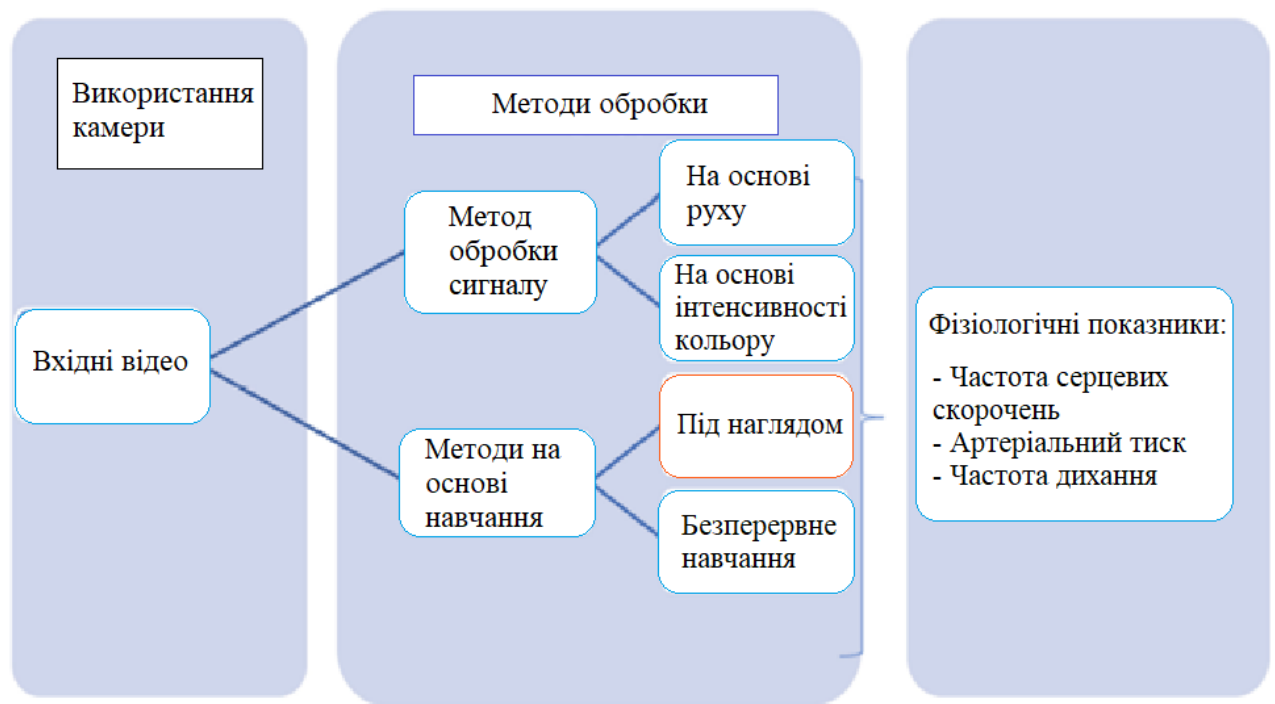 Використання
камери
Вхідні відео
Методи обробки
Метод
обробки
сигналу
На основі
руху
На основі
інтенсивності
кольору
Методи на
основі
навчання
Під наглядом
Безперервне
навчання
Фізіологічні показники:
- Частота серцевих
скорочень
- Артеріальний тиск
- Частота дихання